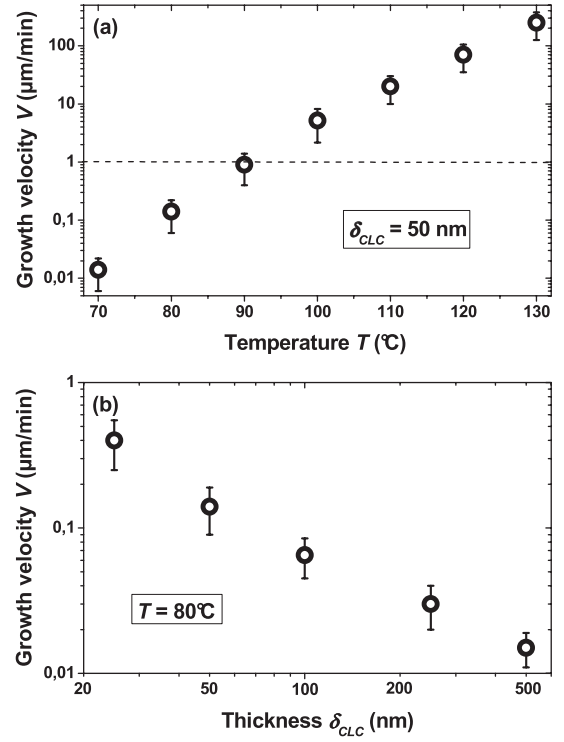 (a)
Growth velocity V (µm/min)
100
10
1
0,1
0,01
δCLC = 50 nm
70 80 90 100 110 120 130
Temperature T (°C)
(b)
Growth velocity V (µm/min)
1
0,1
0,01
T = 80°C
20 50 100 200 500
Thickness δCLC (nm)